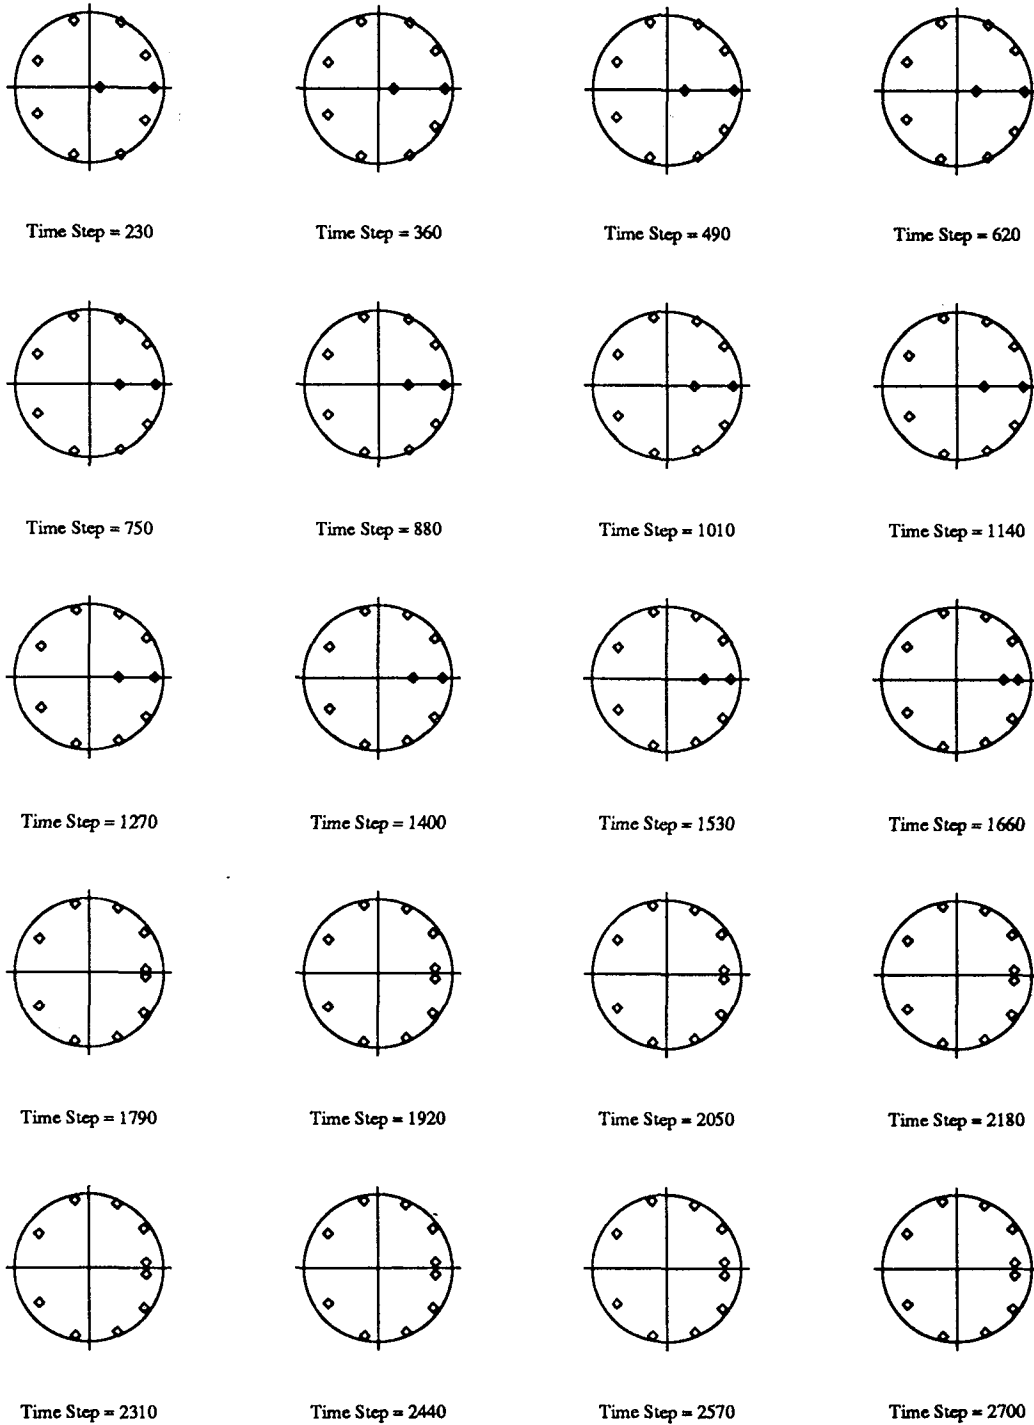 Time Step = 230
Time Step = 360
Time Step = 490
Time Step = 620
Time Step = 750
Time Step = 880
Time Step = 1010
Time Step = 1140
Time Step = 1270
Time Step = 1400
Time Step = 1530
Time Step = 1660
Time Step = 1790
Time Step = 1920
Time Step = 2050
Time Step = 2180
Time Step = 2310
Time Step = 2440
Time Step = 2570
Time Step = 2700